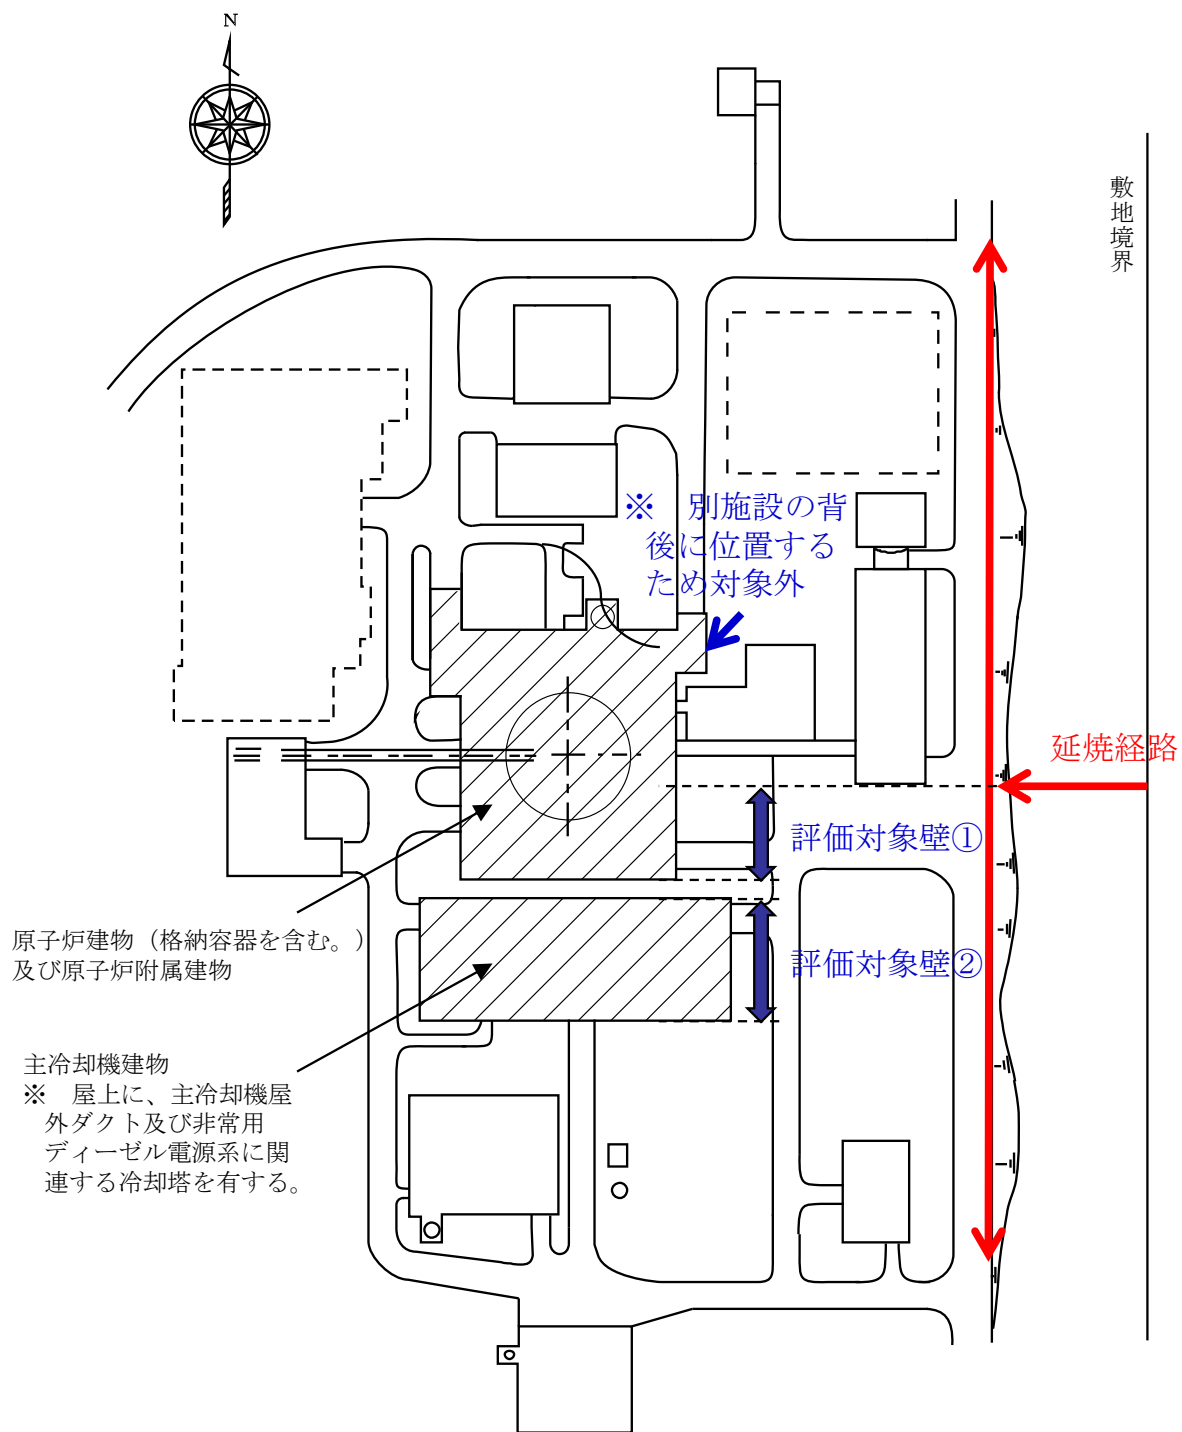 N
敷地境界
※　別施設の背
後に位置する
ため対象外
延焼経路
評価対象壁①
原子炉建物（格納容器を含む。）
及び原子炉附属建物
評価対象壁②
主冷却機建物
※　屋上に、主冷却機屋
外ダクト及び非常用
ディーゼル電源系に関
連する冷却塔を有する。